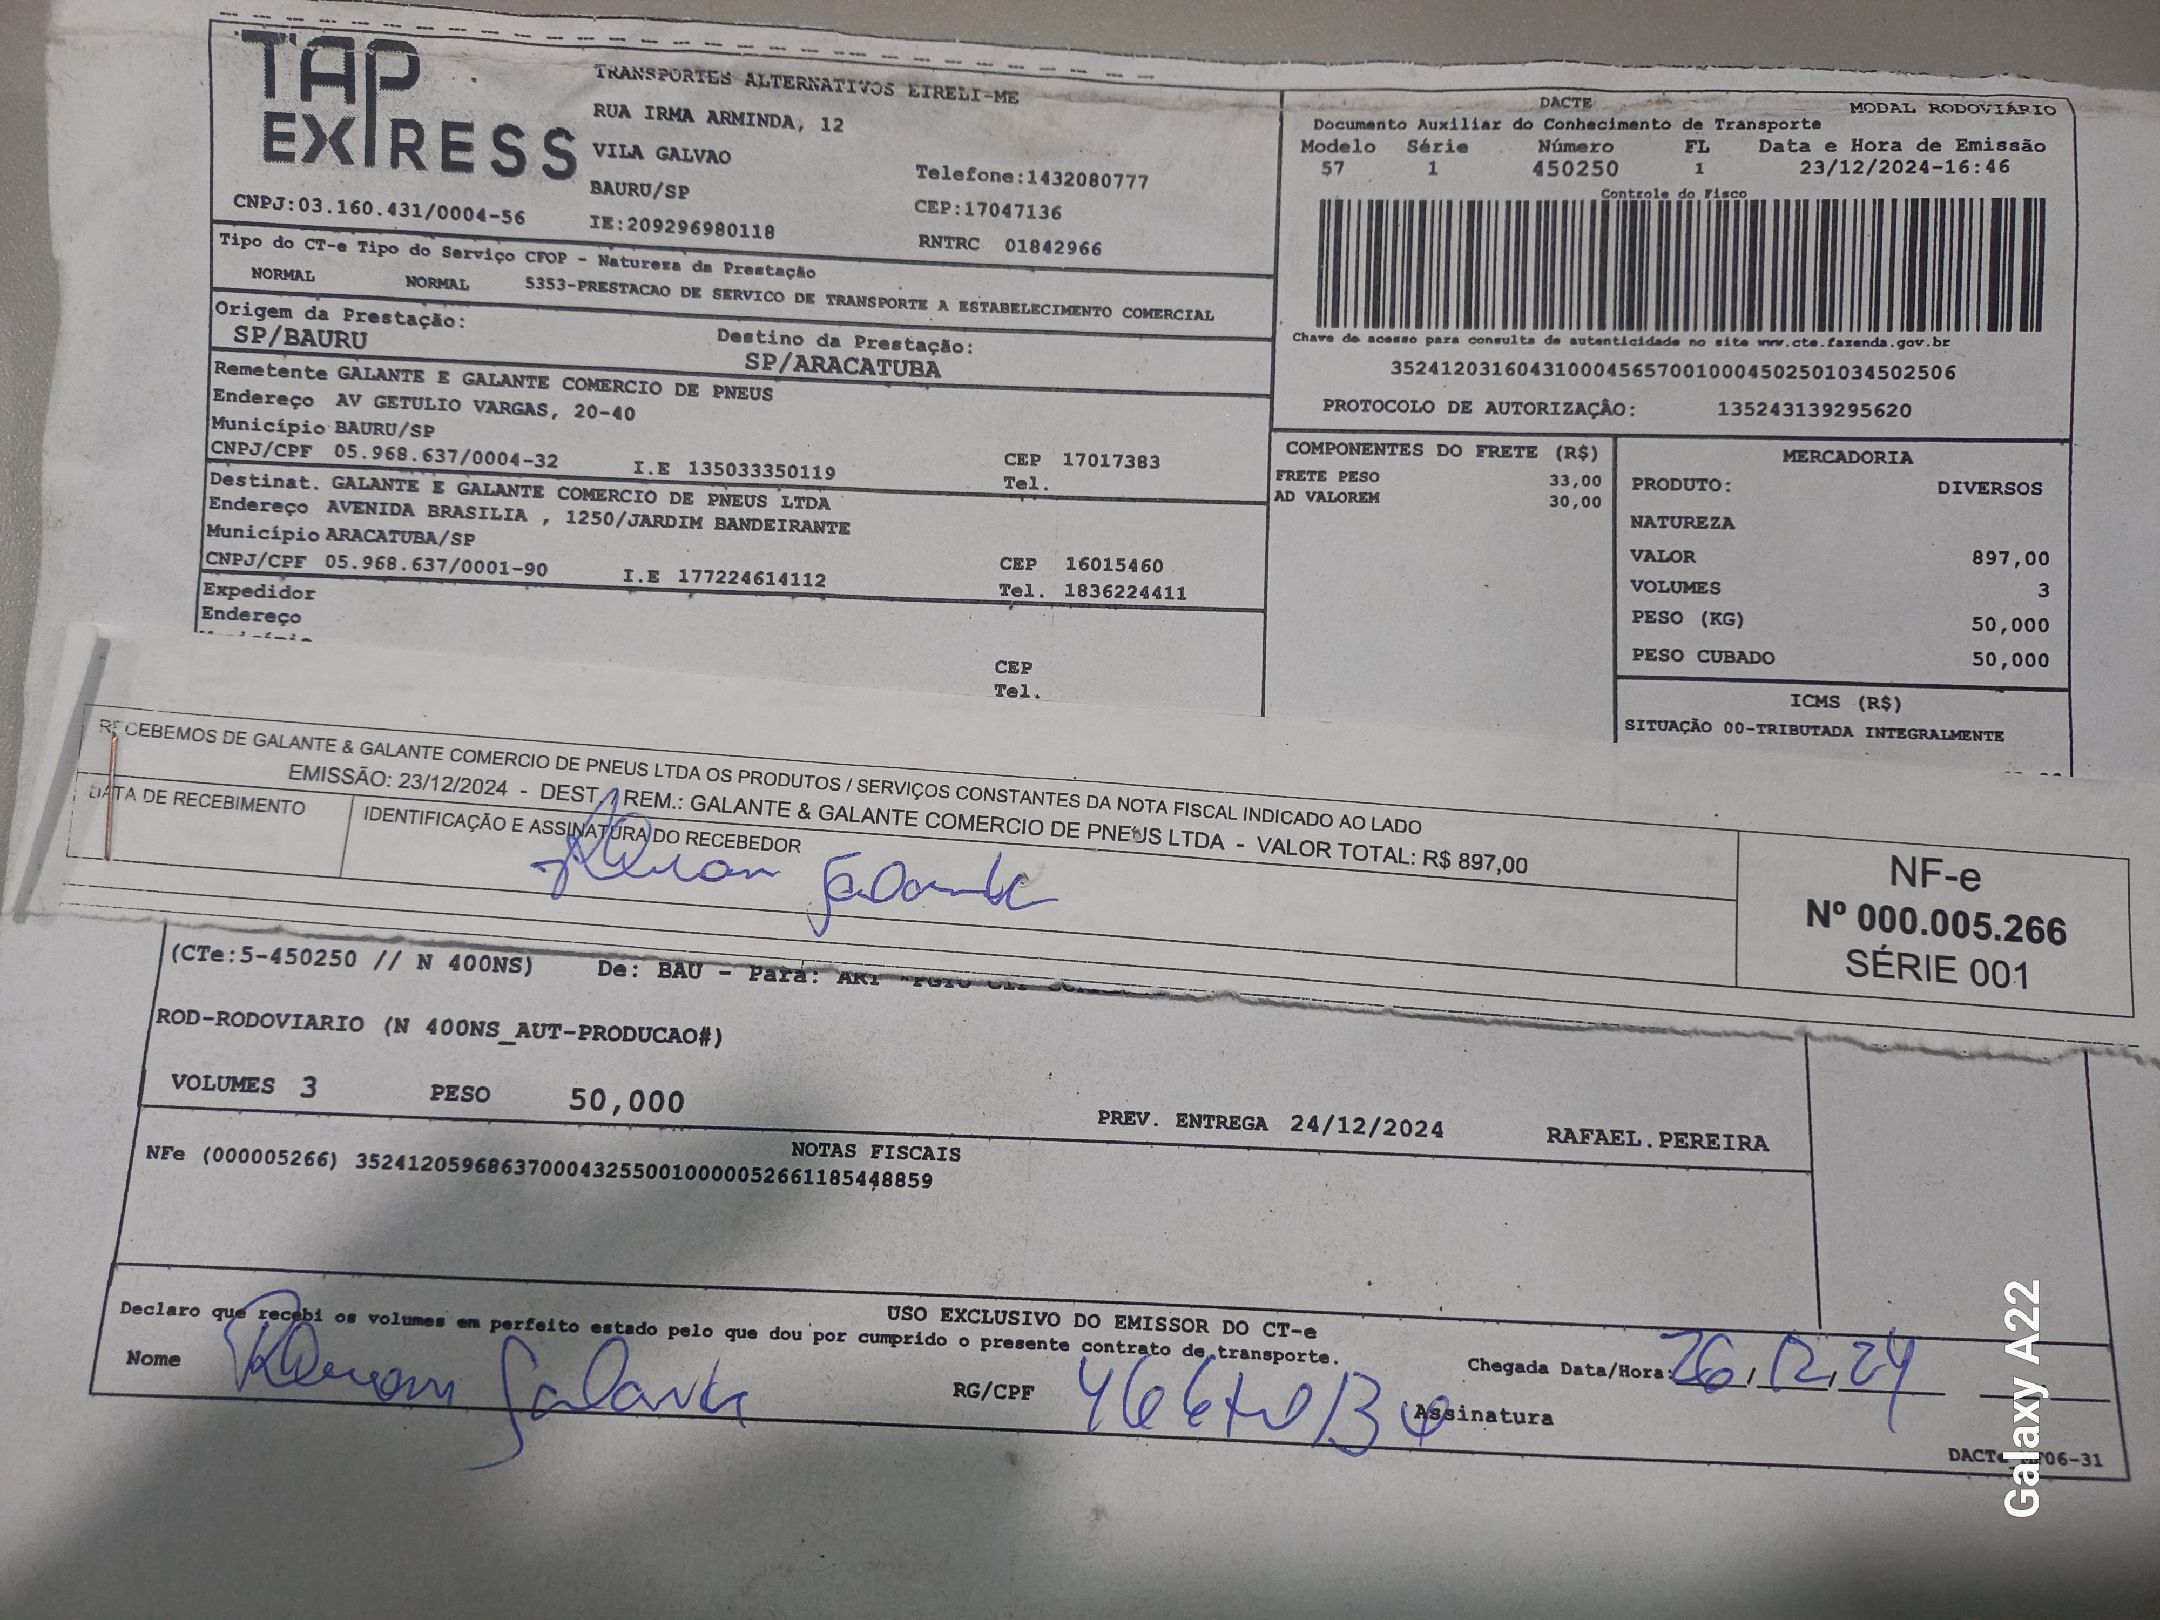 TAP
EXPRESS
CNPJ:03.160.431/0004-56
TRANSPORTES ALTERNATIVOS EIRELI-ME
RUA IRMA ARMINDA, 12
VILA GALVAO
BAURU/SP
IE:209296980118
Telefone:1432080777
CEP:17047136
RNTRC 01842966
DACTE
MODAL RODOVIÁRIO
Documento Auxiliar do Conhecimento de Transporte
Modelo Série Número FL Data e Hora de Emissão
57 1 450250 1 23/12/2024-16:46
Controle do Fisco
Chave de acesso para consulta de autenticidade no site www.cte.fazenda.gov.br
35241203160431000456570010004502501034502506
PROTOCOLO DE AUTORIZAÇÂO: 135243139295620
Tipo do CT-e Tipo do Serviço CFOP - Natureza da Prestação
NORMAL NORMAL 5353-PRESTACAO DE SERVICO DE TRANSPORTE A ESTABELECIMENTO COMERCIAL
Origem da Prestação: Destino da Prestação:
SP/BAURU SP/ARACATUBA
Remetente GALANTE E GALANTE COMERCIO DE PNEUS
Endereço AV GETULIO VARGAS, 20-40
Município BAURU/SP CEP 17017383
CNPJ/CPF 05.968.637/0004-32 I.E 135033350119 Tel.
Destinat. GALANTE E GALANTE COMERCIO DE PNEUS LTDA
Endereço AVENIDA BRASILIA , 1250/JARDIM BANDEIRANTE
Município ARACATUBA/SP CEP 16015460
CNPJ/CPF 05.968.637/0001-90 I.E 177224614112 Tel. 1836224411
Expedidor
Endereço
Município
CEP
Tel.
COMPONENTES DO FRETE (R$)
FRETE PESO 33,00
AD VALOREM 30,00
MERCADORIA
PRODUTO: DIVERSOS
NATUREZA
VALOR 897,00
VOLUMES 3
PESO (KG) 50,000
PESO CUBADO 50,000
ICMS (R$)
SITUAÇÃO 00-TRIBUTADA INTEGRALMENTE
RECEBEMOS DE GALANTE & GALANTE COMERCIO DE PNEUS LTDA OS PRODUTOS / SERVIÇOS CONSTANTES DA NOTA FISCAL INDICADO AO LADO
EMISSÃO: 23/12/2024 - DEST. / REM.: GALANTE & GALANTE COMERCIO DE PNEUS LTDA - VALOR TOTAL: R$ 897,00
DATA DE RECEBIMENTO
IDENTIFICAÇÃO E ASSINATURA DO RECEBEDOR
Galante
NF-e
Nº 000.005.266
SÉRIE 001
(CTe:5-450250 // N 400NS) De: BAU - Para:
ROD-RODOVIARIO (N 400NS_AUT-PRODUCAO#)
VOLUMES 3 PESO 50,000 PREV. ENTREGA 24/12/2024 RAFAEL.PEREIRA
NOTAS FISCAIS
NFe (000005266) 35241205968637000432550010000052661185448859
USO EXCLUSIVO DO EMISSOR DO CT-e
Declaro que recebi os volumes em perfeito estado pelo que dou por cumprido o presente contrato de transporte.
Nome Galante RG/CPF Assinatura
Chegada Data/Hora: 26,12,24
Galaxy A22